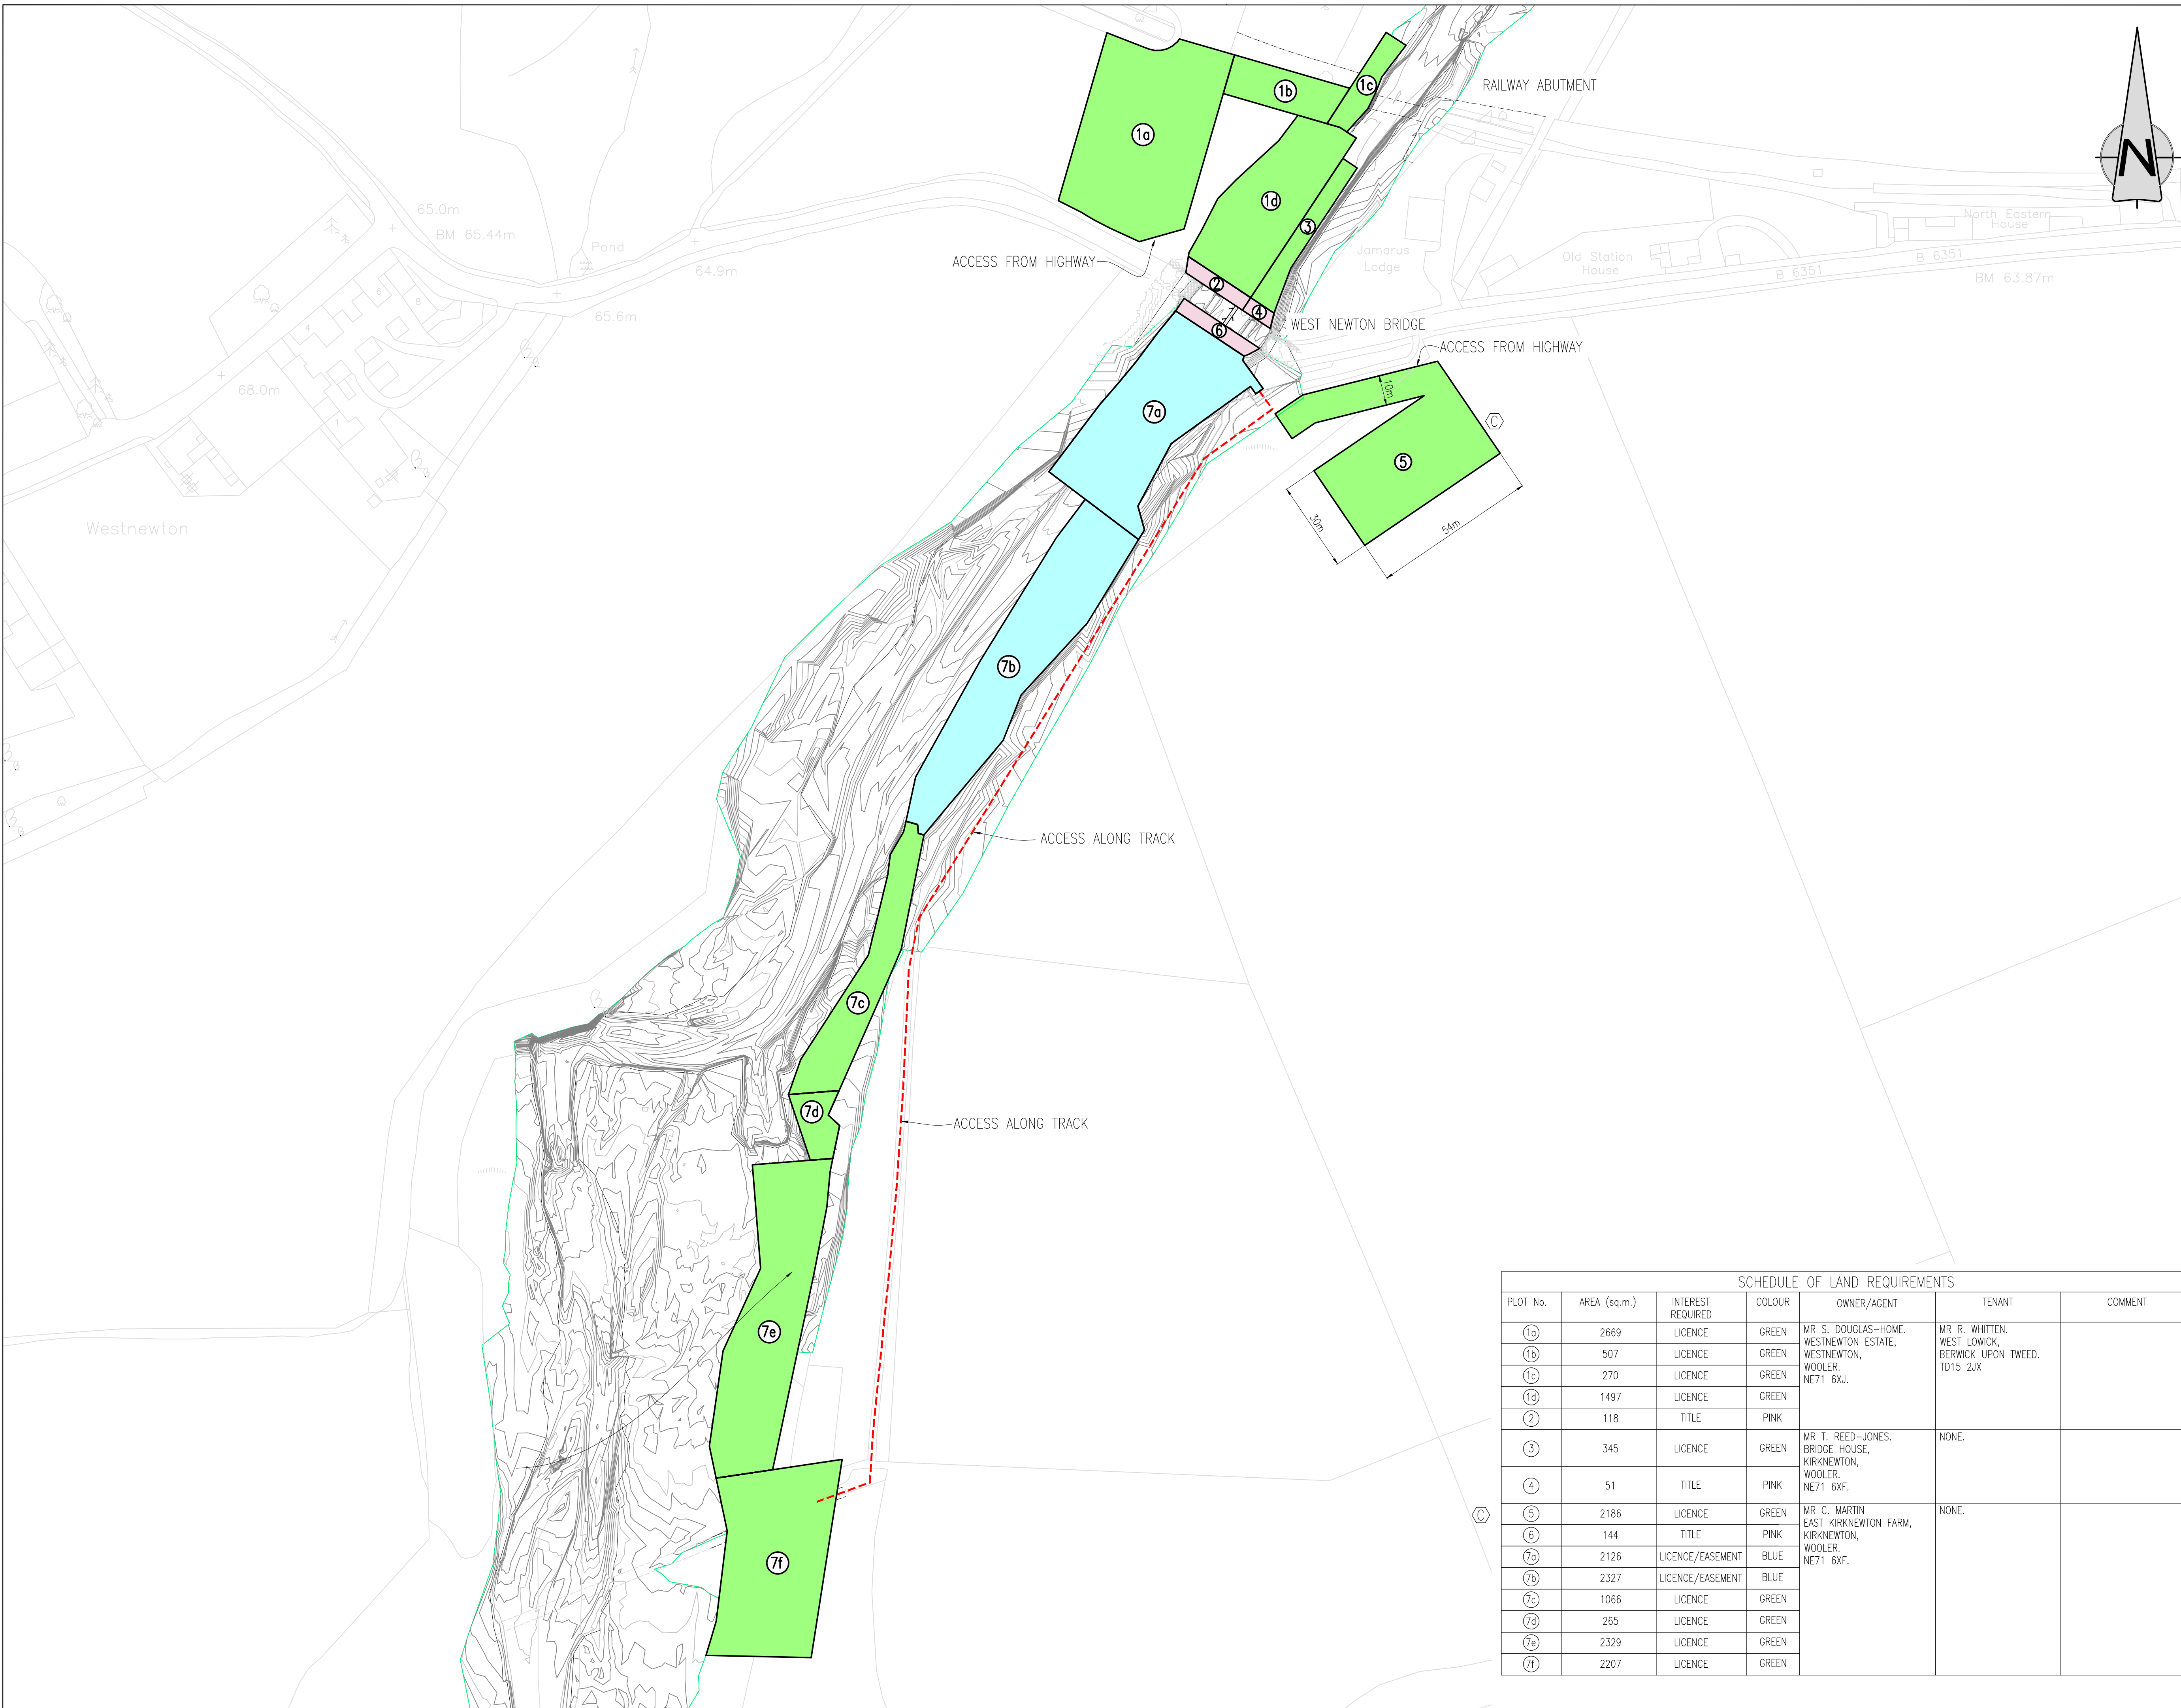 RAILWAY ABUTMENT
N
1a
1b
1c
1d
3
2
4
6
65.0m
BM 65.44m
Pond
64.9m
65.6m
68.0m
6
8
4
1
Westnewton
ACCESS FROM HIGHWAY
Jamarus
Lodge
Old Station
House
North Eastern
House
B 6351
B 6351
BM 63.87m
WEST NEWTON BRIDGE
ACCESS FROM HIGHWAY
10m
C
5
30m
54m
7a
7b
ACCESS ALONG TRACK
7c
7d
ACCESS ALONG TRACK
7e
7f
C
SCHEDULE OF LAND REQUIREMENTS
PLOT No. AREA (sq.m.) INTEREST REQUIRED COLOUR OWNER/AGENT TENANT COMMENT
1a 2669 LICENCE GREEN
1b 507 LICENCE GREEN
1c 270 LICENCE GREEN
1d 1497 LICENCE GREEN
2 118 TITLE PINK
MR S. DOUGLAS-HOME.
WESTNEWTON ESTATE,
WESTNEWTON,
WOOLER.
NE71 6XJ.
MR R. WHITTEN.
WEST LOWICK,
BERWICK UPON TWEED.
TD15 2JX
3 345 LICENCE GREEN
4 51 TITLE PINK
MR T. REED-JONES.
BRIDGE HOUSE,
KIRKNEWTON,
WOOLER.
NE71 6XF.
NONE.
5 2186 LICENCE GREEN
6 144 TITLE PINK
7a 2126 LICENCE/EASEMENT BLUE
7b 2327 LICENCE/EASEMENT BLUE
7c 1066 LICENCE GREEN
7d 265 LICENCE GREEN
7e 2329 LICENCE GREEN
7f 2207 LICENCE GREEN
MR C. MARTIN
EAST KIRKNEWTON FARM,
KIRKNEWTON,
WOOLER.
NE71 6XF.
NONE.